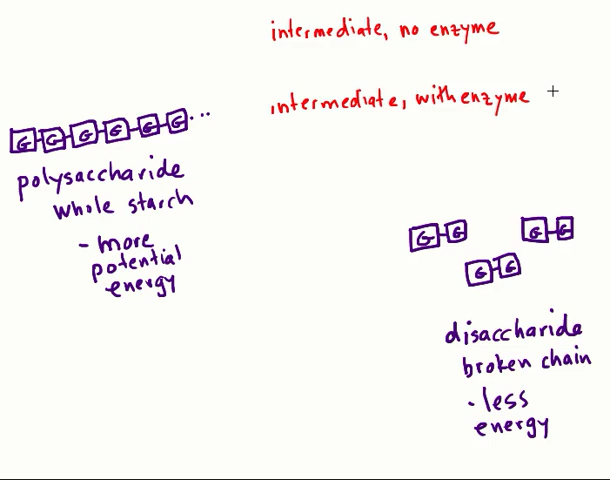 intermediate, no enzyme
intermediate, with enzyme
G G G G G G ...
polysaccharide
whole starch
- more
potential
energy
G G G G
G G
disaccharide
broken chain
- less
energy